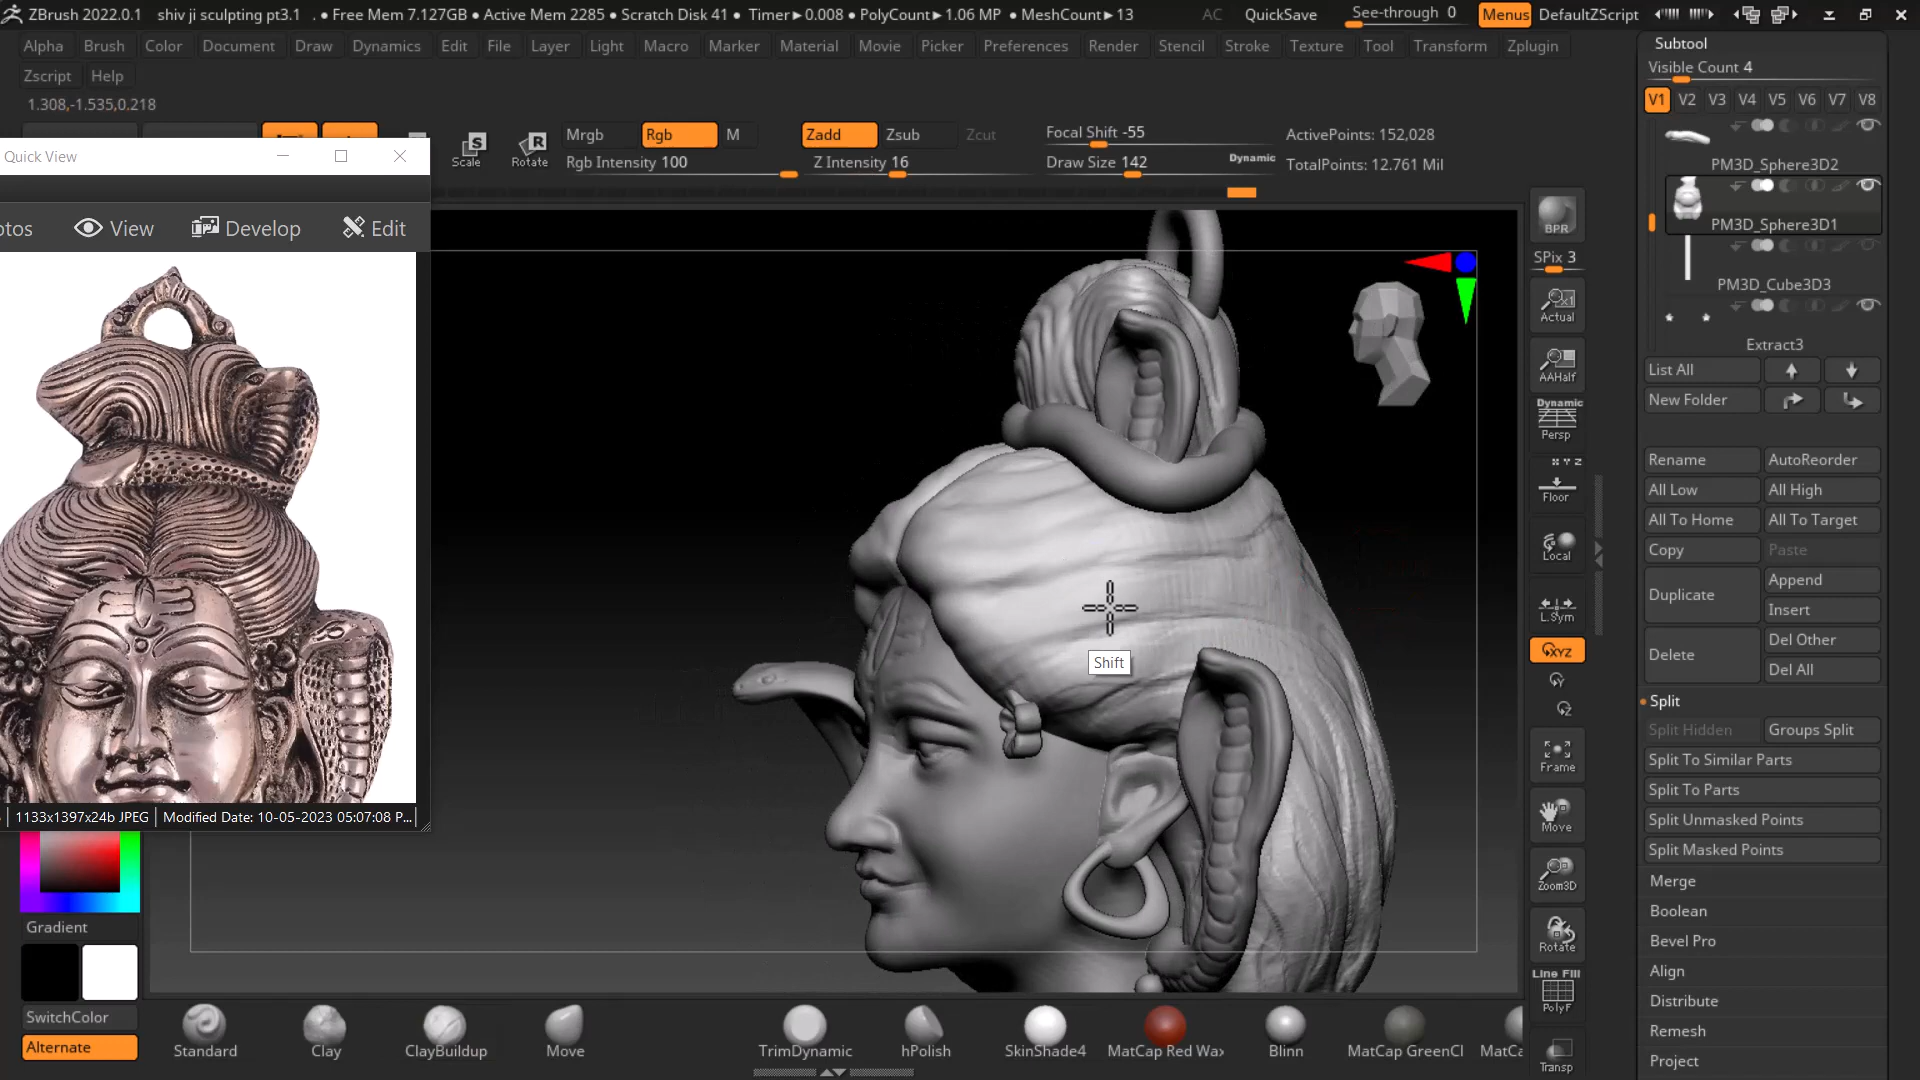 ZBrush 2022.0.1 shiv ji sculpting pt3.1 . • Free Mem 7.127GB • Active Mem 2285 • Scratch Disk 41 • Timer►0.008 • PolyCount►1.06 MP • MeshCount►13 AC QuickSave See-through 0 Menus DefaultZScript
Alpha Brush Color Document Draw Dynamics Edit File Layer Light Macro Marker Material Movie Picker Preferences Render Stencil Stroke Texture Tool Transform Zplugin
Zscript Help
1.308,-1.535,0.218
Scale
Rotate
Mrgb Rgb M
Rgb Intensity 100
Zadd Zsub Zcut
Z Intensity 16
Focal Shift -55
Draw Size 142
Dynamic
ActivePoints: 152,028
TotalPoints: 12.761 Mil
Quick View
otos View Develop Edit
1133x1397x24b JPEG Modified Date: 10-05-2023 05:07:08 P...
Gradient
SwitchColor
Alternate
Shift
Standard Clay ClayBuildup Move TrimDynamic hPolish SkinShade4 MatCap Red Wax Blinn MatCap GreenCl MatCa
BPR
SPix 3
Actual
AAHalf
Dynamic
Persp
X Y Z
Floor
Local
L.Sym
XYZ
Frame
Move
Zoom3D
Rotate
Line Fill
PolyF
Transp
Subtool
Visible Count 4
V1 V2 V3 V4 V5 V6 V7 V8
PM3D_Sphere3D2
PM3D_Sphere3D1
PM3D_Cube3D3
Extract3
List All
New Folder
Rename AutoReorder
All Low All High
All To Home All To Target
Copy Paste
Duplicate Append
Insert
Delete Del Other
Del All
Split
Split Hidden Groups Split
Split To Similar Parts
Split To Parts
Split Unmasked Points
Split Masked Points
Merge
Boolean
Bevel Pro
Align
Distribute
Remesh
Project